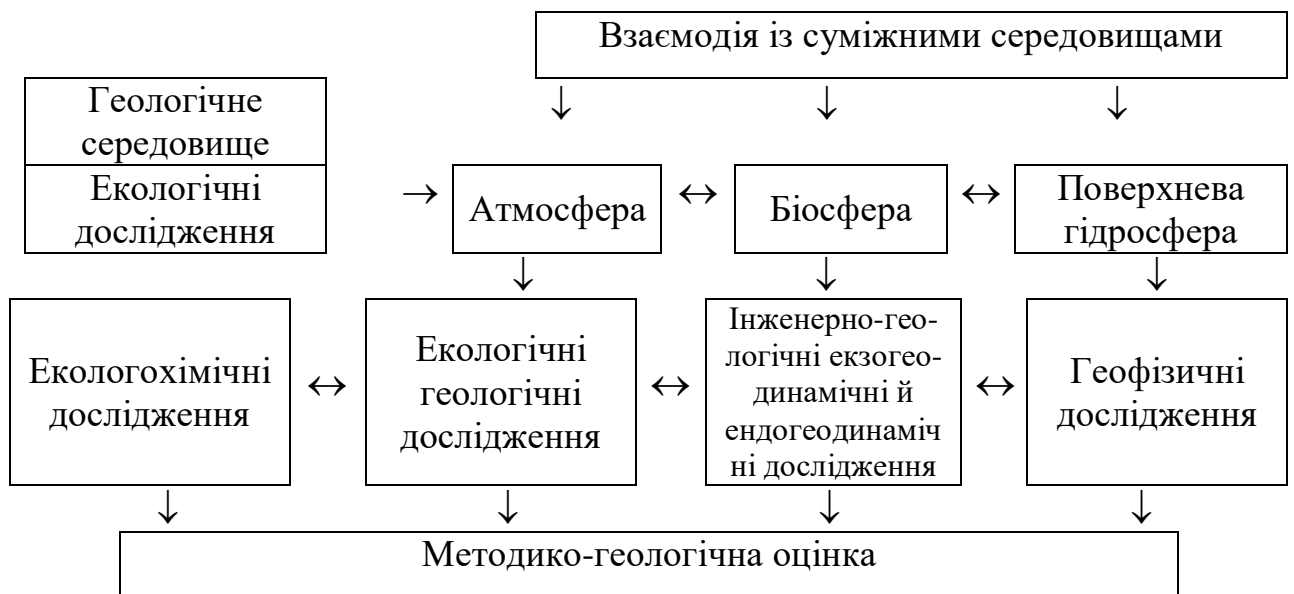 Взаємодія із суміжними середовищами
↓ ↓ ↓
Геологічне
середовище
Екологічні
дослідження
→ Атмосфера ↔ Біосфера ↔ Поверхнева
гідросфера
↓ ↓ ↓
Екологохімічні
дослідження
↔
Екологічні
геологічні
дослідження
↔
Інженерно-гео-
логічні екзогео-
динамічні й
ендогеодинаміч
ні дослідження
↔
Геофізичні
дослідження
↓ ↓ ↓ ↓
Методико-геологічна оцінка